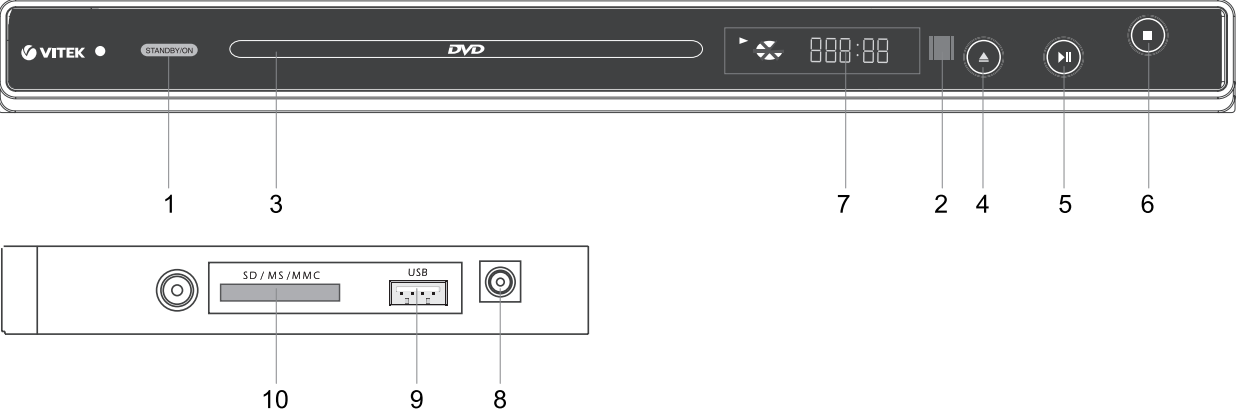 VITEK
STANDBY/ON
DVD
888:88
1 3 7 2 4 5 6
SD / MS / MMC
USB
10 9 8